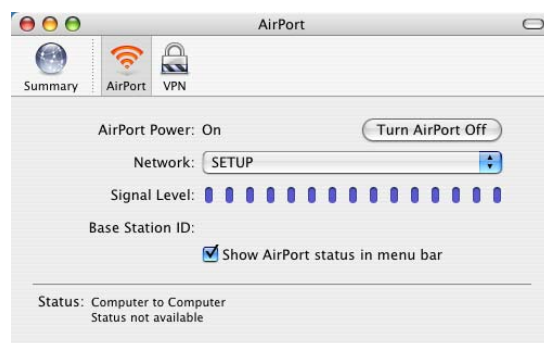 AirPort
Summary
AirPort
VPN
AirPort Power: On
Turn AirPort Off
Network: SETUP
Signal Level:
Base Station ID:
Show AirPort status in menu bar
Status: Computer to Computer
Status not available